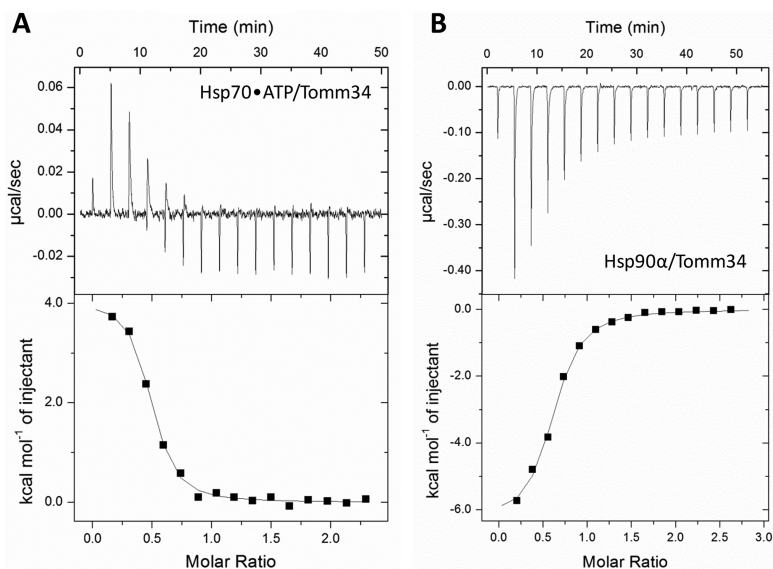 A
Time (min)
0 10 20 30 40 50
0.06
0.04
0.02
0.00
-0.02
µcal/sec
Hsp70•ATP/Tomm34
4.0
2.0
0.0
kcal mol⁻¹ of injectant
0.0 0.5 1.0 1.5 2.0
Molar Ratio
B
Time (min)
0 10 20 30 40 50
0.00
-0.10
-0.20
-0.30
-0.40
µcal/sec
Hsp90α/Tomm34
0.0
-2.0
-4.0
-6.0
kcal mol⁻¹ of injectant
0.0 0.5 1.0 1.5 2.0 2.5 3.0
Molar Ratio